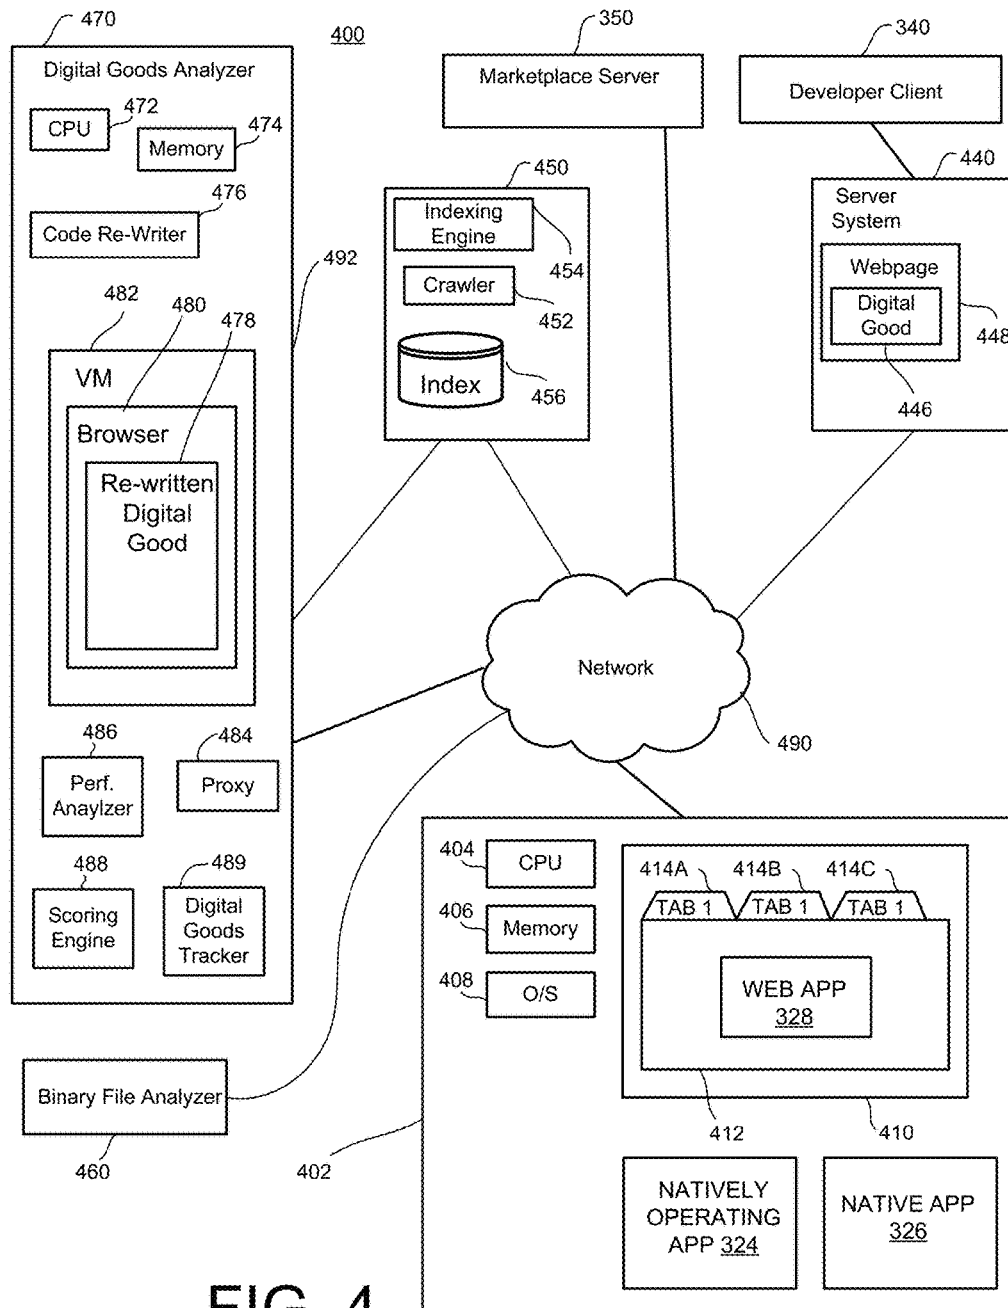 470
400
350
340
Digital Goods Analyzer
Marketplace Server
Developer Client
472
CPU
474
Memory
476
Code Re-Writer
492
450
Indexing
Engine
454
Crawler
452
Index
456
440
Server
System
Webpage
Digital
Good
448
446
482
480
478
VM
Browser
Re-written
Digital
Good
Network
490
486
484
Perf.
Anaylzer
Proxy
488
489
Scoring
Engine
Digital
Goods
Tracker
Binary File Analyzer
460
402
404
CPU
406
Memory
408
O/S
414A
414B
414C
TAB 1
TAB 1
TAB 1
WEB APP
328
412
410
NATIVELY
OPERATING
APP 324
NATIVE APP
326
FIG. 4